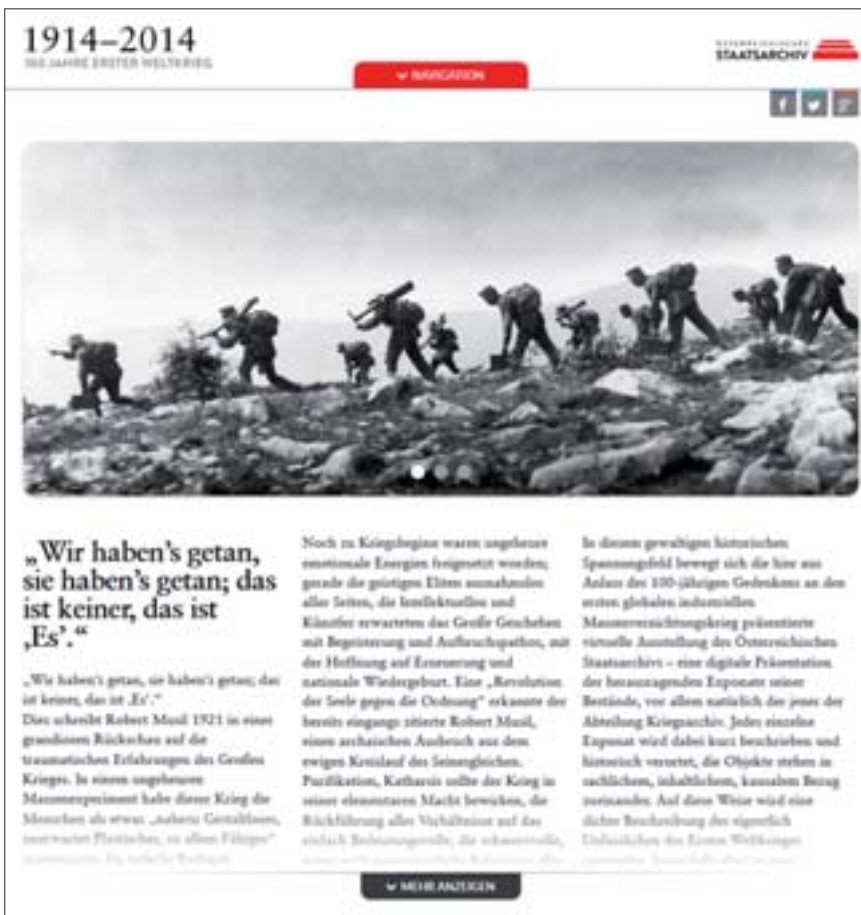 1914–2014
100 JAHRE ERSTER WELTKRIEG
ÖSTERREICHISCHES
STAATSARCHIV
NAVIGATION
„Wir haben's getan,
sie haben's getan; das
ist keiner, das ist
‚Es'.“
„Wir haben's getan, sie haben's getan; das
ist keiner, das ist ‚Es'.“
Dies schreibt Robert Musil 1921 in einer
grandiosen Rückschau auf die
traumatischen Erfahrungen des Großen
Krieges. In einem ungeheuren
Massenexperiment habe dieser Krieg die
Menschen als etwas „nahezu Gestaltloses,
unerwartet Plastisches, zu allem Fähiges“
Noch zu Kriegsbeginn waren ungeheure
emotionale Energien freigesetzt worden;
gerade die geistigen Eliten ausnahmslos
aller Seiten, die Intellektuellen und
Künstler erwarteten das Große Geschehen
mit Begeisterung und Aufbruchspathos, mit
der Hoffnung auf Erneuerung und
nationale Wiedergeburt. Eine „Revolution
der Seele gegen die Ordnung“ erkannte der
bereits eingangs zitierte Robert Musil,
einen archaischen Ausbruch aus dem
ewigen Kreislauf des Seinesgleichen.
Purifikation, Katharsis sollte der Krieg in
seiner elementaren Macht bewirken, die
Rückführung aller Verhältnisse auf das
einfach Bedeutungsvolle, die schmerzvolle,
In diesem gewaltigen historischen
Spannungsfeld bewegt sich die hier aus
Anlass des 100-jährigen Gedenkens an den
ersten globalen industriellen
Massenvernichtungskrieg präsentierte
virtuelle Ausstellung des Österreichischen
Staatsarchivs – eine digitale Präsentation
der herausragenden Exponate seiner
Bestände, vor allem natürlich der jener der
Abteilung Kriegsarchiv. Jedes einzelne
Exponat wird dabei kurz beschrieben und
historisch verortet, die Objekte stehen in
sachlichem, inhaltlichem, kausalem Bezug
zueinander. Auf diese Weise wird eine
dichte Beschreibung des eigentlich
Unfasslichen des Ersten Weltkrieges
MEHR ANZEIGEN